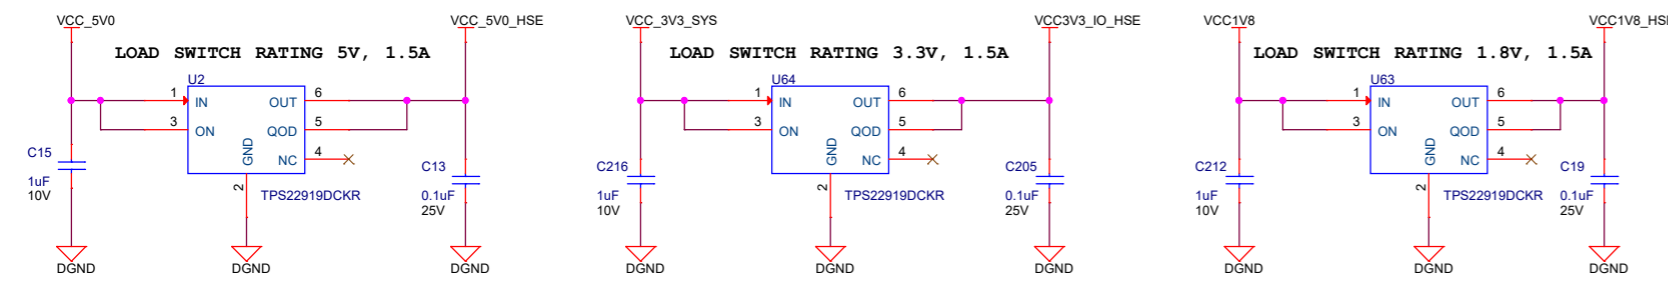 VCC_5V0
VCC_5V0_HSE
LOAD SWITCH RATING 5V, 1.5A
U2
1
IN
OUT
6
3
ON
QOD
5
GND
NC
4
2
TPS22919DCKR
C15
1uF
10V
C13
0.1uF
25V
DGND
DGND
DGND
VCC_3V3_SYS
VCC3V3_IO_HSE
LOAD SWITCH RATING 3.3V, 1.5A
U64
1
IN
OUT
6
3
ON
QOD
5
GND
NC
4
2
TPS22919DCKR
C216
1uF
10V
C205
0.1uF
25V
DGND
DGND
DGND
VCC1V8
VCC1V8_HSE
LOAD SWITCH RATING 1.8V, 1.5A
U63
1
IN
OUT
6
3
ON
QOD
5
GND
NC
4
2
TPS22919DCKR
C212
1uF
10V
C19
0.1uF
25V
DGND
DGND
DGND